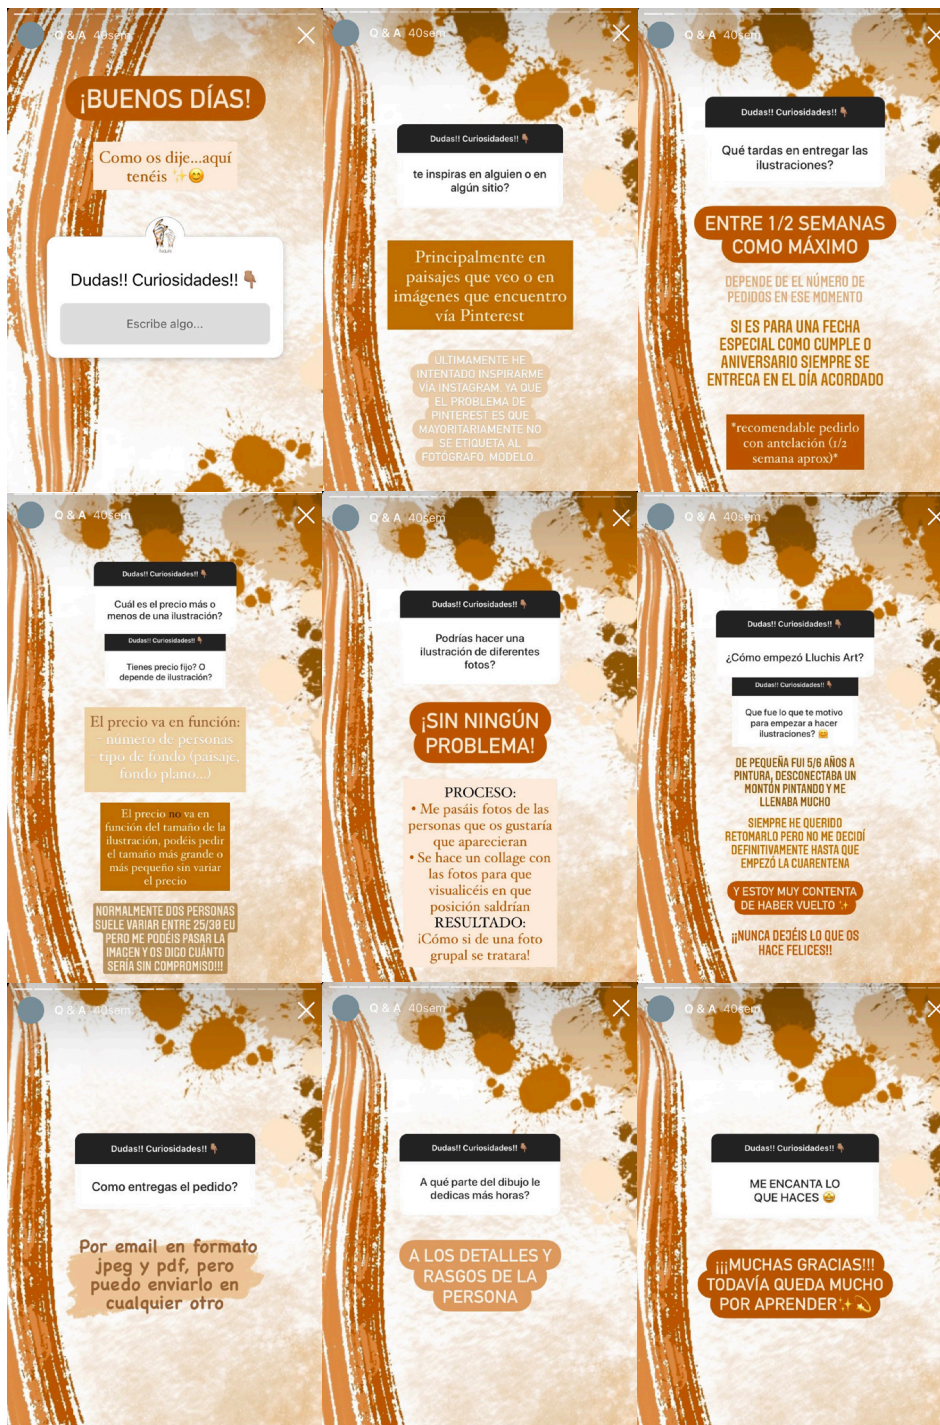 Q & A 40sem
¡BUENOS DÍAS!
Como os dije...aquí
tenéis ✨😊
Dudas!! Curiosidades!! 👇🏽
Escribe algo...
Q & A 40sem
Dudas!! Curiosidades!! 👇🏽
te inspiras en alguien o en
algún sitio?
Principalmente en
paisajes que veo o en
imágenes que encuentro
vía Pinterest
ÚLTIMAMENTE HE
INTENTADO INSPIRARME
VÍA INSTAGRAM, YA QUE
EL PROBLEMA DE
PINTEREST ES QUE
MAYORITARIAMENTE NO
SE ETIQUETA AL
FOTÓGRAFO, MODELO...
Q & A 40sem
Dudas!! Curiosidades!! 👇🏽
Qué tardas en entregar las
ilustraciones?
ENTRE 1/2 SEMANAS
COMO MÁXIMO
DEPENDE DE EL NÚMERO DE
PEDIDOS EN ESE MOMENTO
SI ES PARA UNA FECHA
ESPECIAL COMO CUMPLE O
ANIVERSARIO SIEMPRE SE
ENTREGA EN EL DÍA ACORDADO
*recomendable pedirlo
con antelación (1/2
semana aprox)*
Q & A 40sem
Dudas!! Curiosidades!! 👇🏽
Cuál es el precio más o
menos de una ilustración?
Dudas!! Curiosidades!! 👇🏽
Tienes precio fijo? O
depende de ilustración?
El precio va en función:
- número de personas
- tipo de fondo (paisaje,
fondo plano...)
El precio no va en
función del tamaño de la
ilustración, podéis pedir
el tamaño más grande o
más pequeño sin variar
el precio
NORMALMENTE DOS PERSONAS
SUELE VARIAR ENTRE 25/30 EU
PERO ME PODÉIS PASAR LA
IMAGEN Y OS DIGO CUÁNTO
SERÍA SIN COMPROMISO!!!
Q & A 40sem
Dudas!! Curiosidades!! 👇🏽
Podrías hacer una
ilustración de diferentes
fotos?
¡SIN NINGÚN
PROBLEMA!
PROCESO:
• Me pasáis fotos de las
personas que os gustaría
que aparecieran
• Se hace un collage con
las fotos para que
visualicéis en que
posición saldrían
RESULTADO:
¡Cómo si de una foto
grupal se tratara!
Q & A 40sem
Dudas!! Curiosidades!! 👇🏽
¿Cómo empezó Lluchis Art?
Dudas!! Curiosidades!! 👇🏽
Que fue lo que te motivo
para empezar a hacer
ilustraciones? 🤗
DE PEQUEÑA FUI 5/6 AÑOS A
PINTURA, DESCONECTABA UN
MONTÓN PINTANDO Y ME
LLENABA MUCHO
SIEMPRE HE QUERIDO
RETOMARLO PERO NO ME DECIDÍ
DEFINITIVAMENTE HASTA QUE
EMPEZÓ LA CUARENTENA
Y ESTOY MUY CONTENTA
DE HABER VUELTO ✨
¡¡NUNCA DEJÉIS LO QUE OS
HACE FELICES!!
Q & A 40sem
Dudas!! Curiosidades!! 👇🏽
Como entregas el pedido?
Por email en formato
jpeg y pdf, pero
puedo enviarlo en
cualquier otro
Q & A 40sem
Dudas!! Curiosidades!! 👇🏽
A qué parte del dibujo le
dedicas más horas?
A LOS DETALLES Y
RASGOS DE LA
PERSONA
Q & A 40sem
Dudas!! Curiosidades!! 👇🏽
ME ENCANTA LO
QUE HACES 🤩
¡¡¡MUCHAS GRACIAS!!!
TODAVÍA QUEDA MUCHO
POR APRENDER✨💫